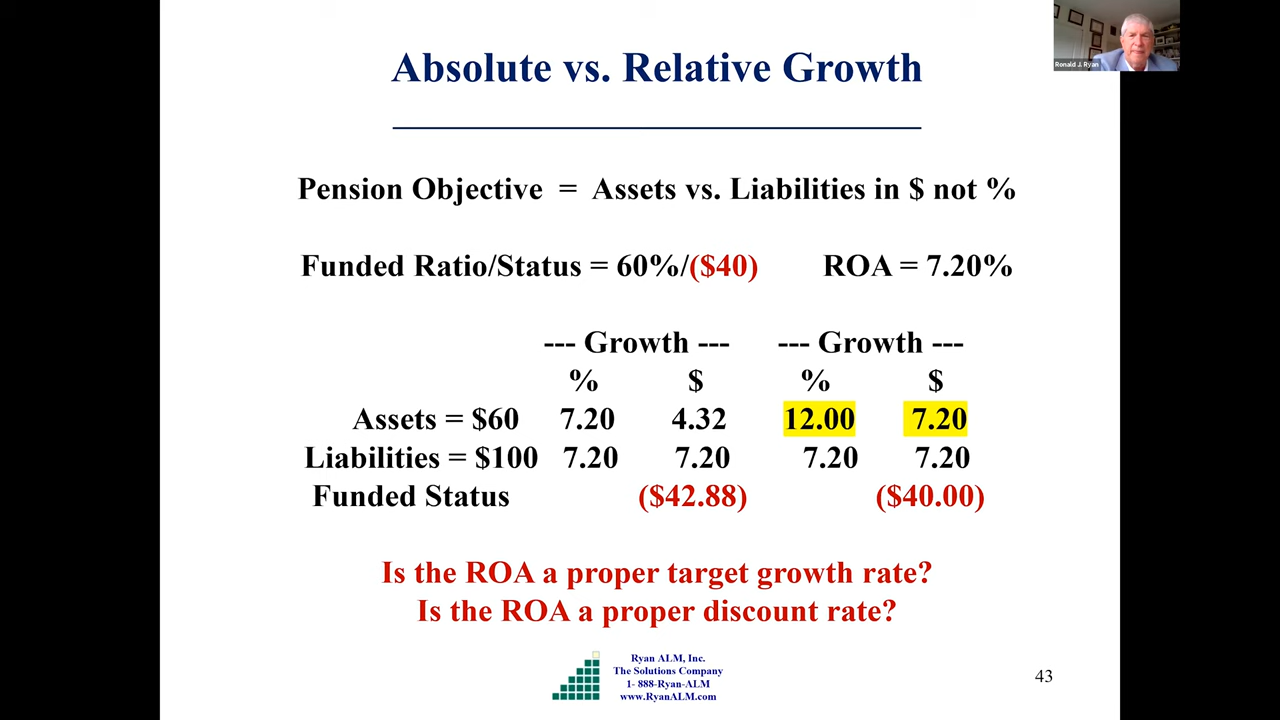 Absolute vs. Relative Growth
Ronald J. Ryan
Pension Objective = Assets vs. Liabilities in $ not %
Funded Ratio/Status = 60%/($40) ROA = 7.20%
--- Growth --- --- Growth ---
% $ % $
Assets = $60 7.20 4.32 12.00 7.20
Liabilities = $100 7.20 7.20 7.20 7.20
Funded Status ($42.88) ($40.00)
Is the ROA a proper target growth rate?
Is the ROA a proper discount rate?
Ryan ALM, Inc.
The Solutions Company
1- 888-Ryan-ALM
www.RyanALM.com
43